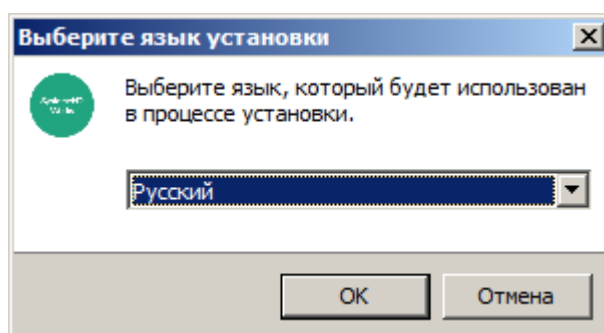 Выберите язык установки
Выберите язык, который будет использован
в процессе установки.
Русский
OK
Отмена